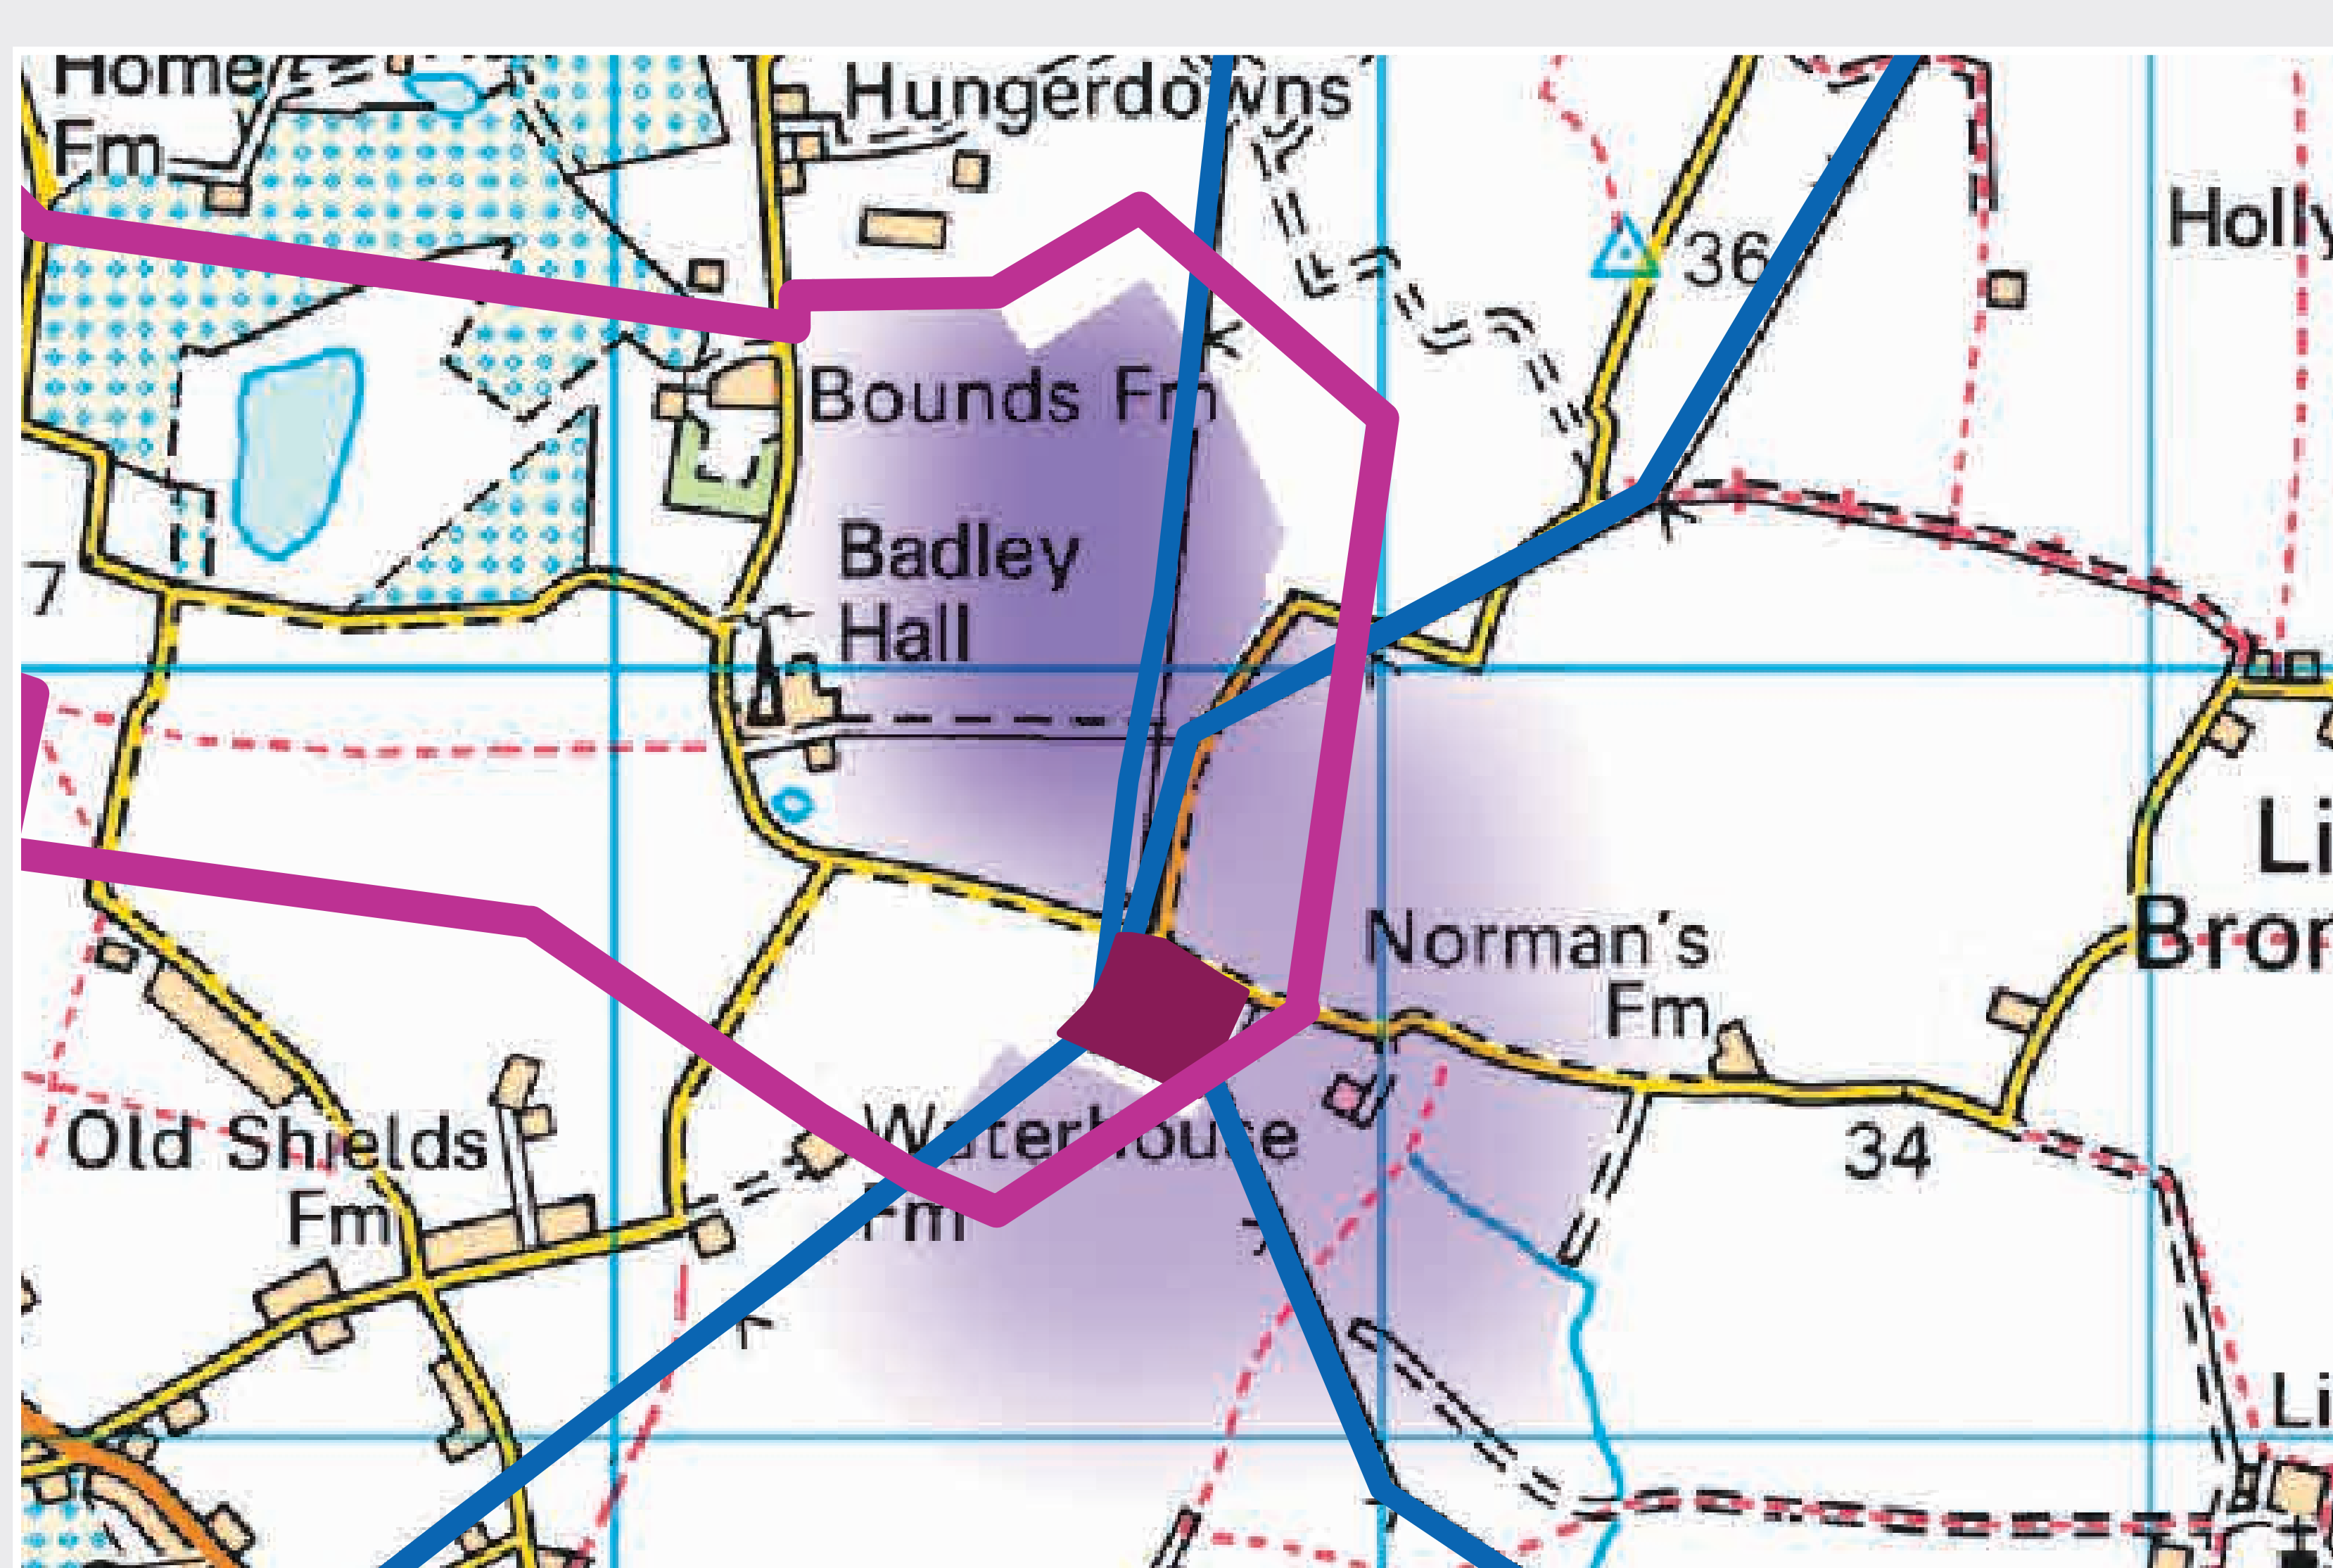 Home
Fm
Hungerdowns
36
Holly
Bounds Fm
Badley
Hall
7
Li
Norman's
Fm
Bror
Old Shields
Fm
Waterhouse
Fm
34
Li